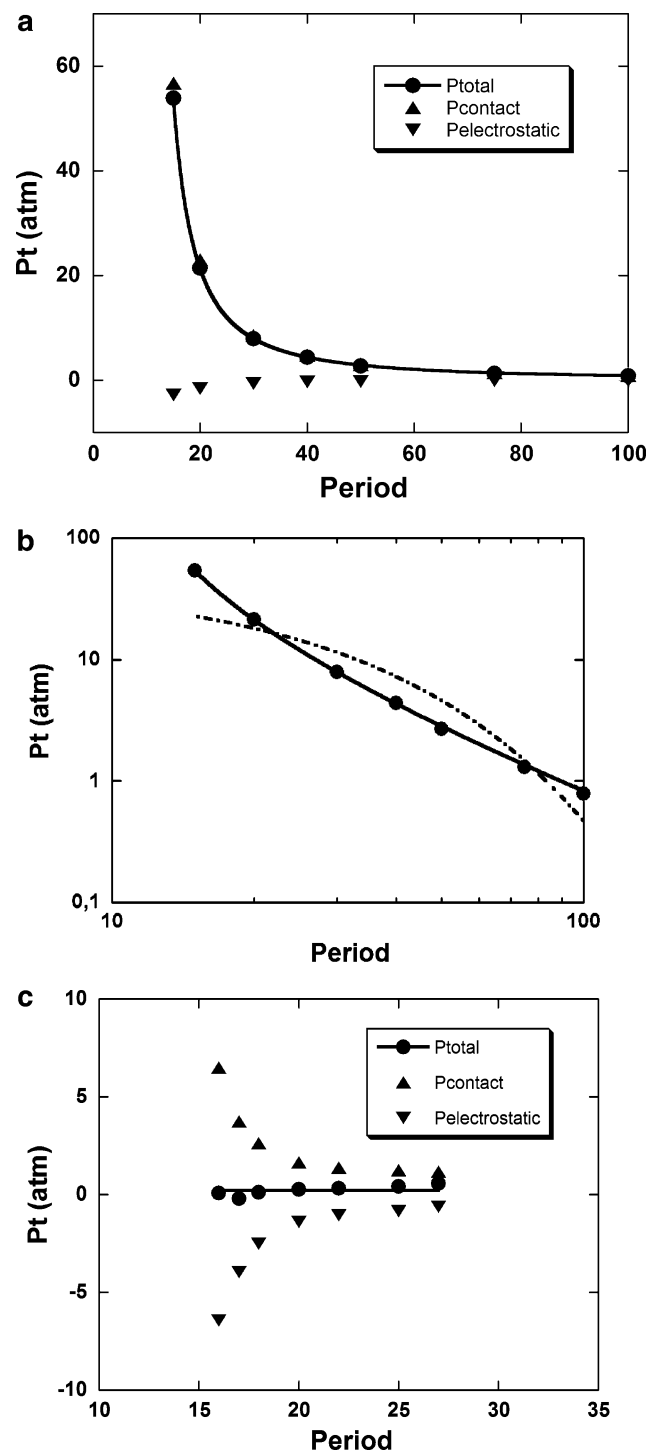 a
60
40
20
0
Pt (atm)
Ptotal
Pcontact
Pelectrostatic
0 20 40 60 80 100
Period
b
100
10
1
0,1
Pt (atm)
10 100
Period
c
10
5
0
-5
-10
Pt (atm)
Ptotal
Pcontact
Pelectrostatic
10 15 20 25 30 35
Period